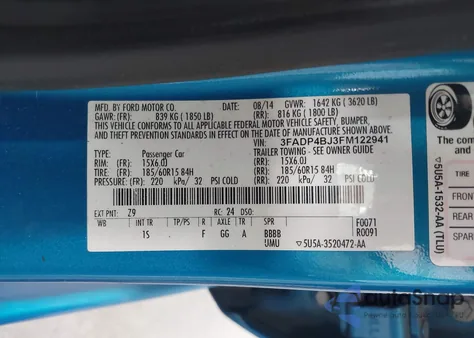 MFD. BY FORD MOTOR CO. DATE: 08/14 GVWR: 1642 KG ( 3620 LB)
GAWR: (FR): 839 KG ( 1850 LB) (RR): 816 KG ( 1800 LB)
THIS VEHICLE CONFORMS TO ALL APPLICABLE FEDERAL MOTOR VEHICLE SAFETY, BUMPER,
AND THEFT PREVENTION STANDARDS IN EFFECT ON THE DATE OF MANUFACTURE SHOWN ABOVE.
VIN: 3FADP4BJ3FM122941
TYPE: Passenger Car TRAILER TOWING - SEE OWNER GUIDE
RIM: (FR): 15X6.0J (RR): 15X6.0J
TIRE: (FR): 185/60R15 84H (RR): 185/60R15 84H
PRESSURE: (FR): 220 kPa/ 32 (RR): 220 kPa/ 32
EXT PNT: Z9 RC: 24 DSO:
WB INT TR TP/PS R AXLE TR SPR
15 F GG A BBBB
UMU
F0071
R0091
5U5A-3520472-AA
TIRE
FRO
REAR
SPAR
5U5A-1532-AA (TLU)
AutoSnap